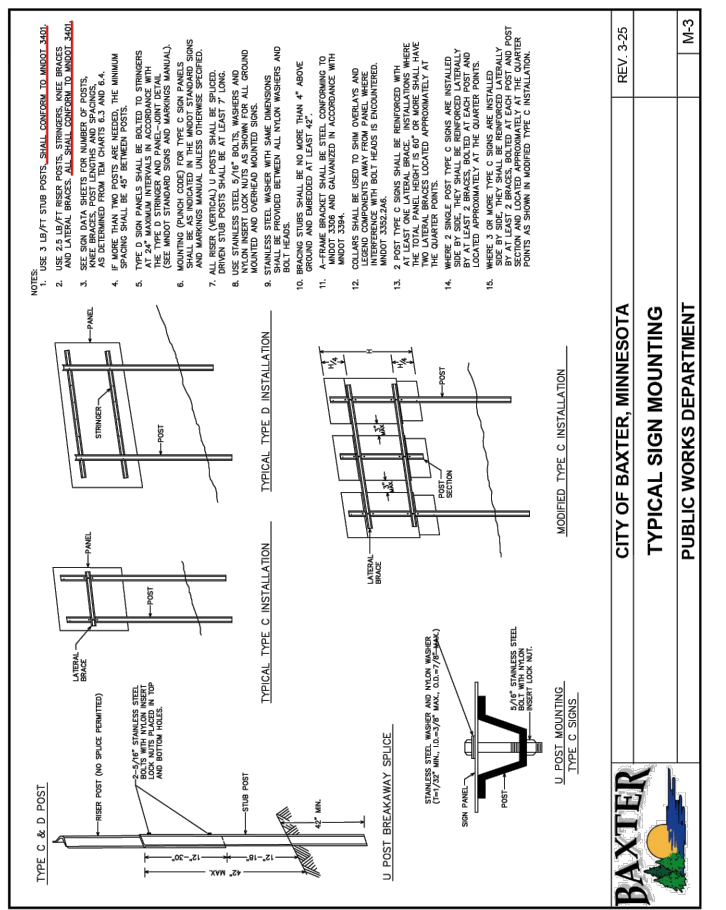 TYPE C & D POST
RISER POST (NO SPLICE PERMITTED)
2-5/16" STAINLESS STEEL
BOLTS WITH NYLON INSERT
LOCK NUTS PLACED IN TOP
AND BOTTOM HOLES.
STUB POST
12"-30"
12"-18"
42" MAX.
42" MIN.
U POST BREAKAWAY SPLICE
LATERAL
BRACE
PANEL
POST
TYPICAL TYPE C INSTALLATION
STRINGER
PANEL
POST
TYPICAL TYPE D INSTALLATION
STAINLESS STEEL WASHER AND NYLON WASHER
(T=1/32" MIN., I.D.=3/8" MAX., O.D.=7/8" MAX.)
SIGN PANEL
POST
5/16" STAINLESS STEEL
BOLT WITH NYLON
INSERT LOCK NUT.
U POST MOUNTING
TYPE C SIGNS
LATERAL
BRACE
3"
MAX.
3"
MAX
POST
SECTION
POST
H/4
H
H/4
MODIFIED TYPE C INSTALLATION
NOTES:
1. USE 3 LB/FT STUB POSTS, SHALL CONFORM TO MNDOT 3401.
2. USE 2.5 LB/FT RISER POSTS, STRINGERS, KNEE BRACES
AND LATERAL BRACES. ALL SHALL CONFORM TO MNDOT 3401.
3. SEE SIGN DATA SHEETS FOR NUMBER OF POSTS,
KNEE BRACES, POST LENGTHS AND SPACINGS,
AS DETERMINED FROM TEM CHARTS 6.3 AND 6.4.
4. IF MORE THAN TWO POSTS ARE NEEDED, THE MINIMUM
SPACING SHALL BE 45" BETWEEN POSTS.
5. TYPE D SIGN PANELS SHALL BE BOLTED TO STRINGERS
AT 24" MAXIMUM INTERVALS IN ACCORDANCE WITH
THE TYPE D STRINGER AND PANEL-JOINT DETAIL
(SEE MNDOT STANDARD SIGNS AND MARKINGS MANUAL).
6. MOUNTING (PUNCH CODE) FOR TYPE C SIGN PANELS
SHALL BE AS INDICATED IN THE MNDOT STANDARD SIGNS
AND MARKINGS MANUAL UNLESS OTHERWISE SPECIFIED.
7. ALL RISER (VERTICAL) U POSTS SHALL BE SPLICED.
DRIVEN STUB POSTS SHALL BE AT LEAST 7' LONG.
8. USE STAINLESS STEEL 5/16" BOLTS, WASHERS AND
NYLON INSERT LOCK NUTS AS SHOWN FOR ALL GROUND
MOUNTED AND OVERHEAD MOUNTED SIGNS.
9. STAINLESS STEEL WASHER WITH SAME DIMENSIONS
SHALL BE PROVIDED BETWEEN ALL NYLON WASHERS AND
BOLT HEADS.
10. BRACING STUBS SHALL BE NO MORE THAN 4" ABOVE
GROUND AND EMBEDDED AT LEAST 42".
11. A-FRAME BRACKET SHALL BE STEEL CONFORMING TO
MNDOT 3306 AND GALVANIZED IN ACCORDANCE WITH
MNDOT 3394.
12. COLLARS SHALL BE USED TO SHIM OVERLAYS AND
LEGEND COMPONENTS AWAY FROM PANEL WHERE
INTERFERENCE WITH BOLT HEADS IS ENCOUNTERED.
MNDOT 3352.2A6.
13. 2 POST TYPE C SIGNS SHALL BE REINFORCED WITH
AT LEAST ONE LATERAL BRACE. INSTALLATIONS WHERE
THE TOTAL PANEL HEIGHT IS 60" OR MORE SHALL HAVE
TWO LATERAL BRACES LOCATED APPROXIMATELY AT
THE QUARTER POINTS.
14. WHERE 2 SIMPLE POST TYPE C SIGNS ARE INSTALLED
SIDE BY SIDE, THEY SHALL BE REINFORCED LATERALLY
BY AT LEAST 2 BRACES, BOLTED AT EACH POST AND
LOCATED APPROXIMATELY AT THE QUARTER POINTS.
15. WHERE 3 OR MORE TYPE C SIGNS ARE INSTALLED
SIDE BY SIDE, THEY SHALL BE REINFORCED LATERALLY
BY AT LEAST 2 BRACES, BOLTED AT EACH POST AND POST
SECTION AND LOCATED APPROXIMATELY AT THE QUARTER
POINTS AS SHOWN IN MODIFIED TYPE C INSTALLATION.
BAXTER
CITY OF BAXTER, MINNESOTA
REV. 3-25
TYPICAL SIGN MOUNTING
PUBLIC WORKS DEPARTMENT
M-3